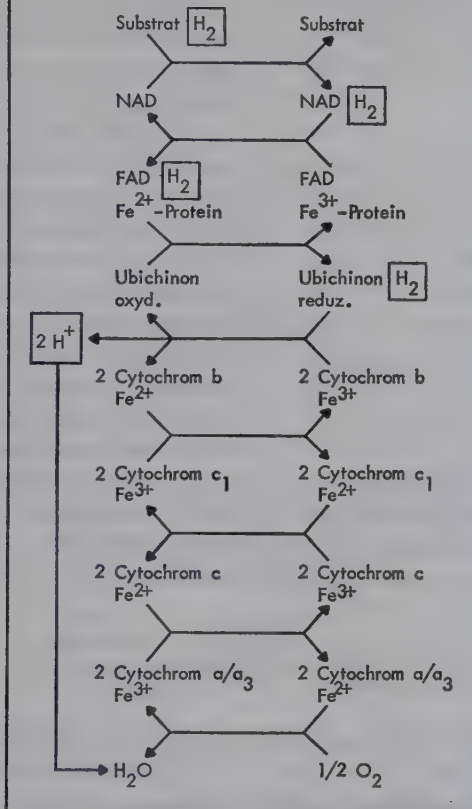 Substrat H₂ Substrat
NAD NAD H₂
FAD H₂ FAD
Fe²⁺-Protein Fe³⁺-Protein
Ubichinon Ubichinon H₂
oxyd. reduz.
2 H⁺
2 Cytochrom b 2 Cytochrom b
Fe²⁺ Fe³⁺
2 Cytochrom c₁ 2 Cytochrom c₁
Fe³⁺ Fe²⁺
2 Cytochrom c 2 Cytochrom c
Fe²⁺ Fe³⁺
2 Cytochrom a/a₃ 2 Cytochrom a/a₃
Fe³⁺ Fe²⁺
H₂O 1/2 O₂